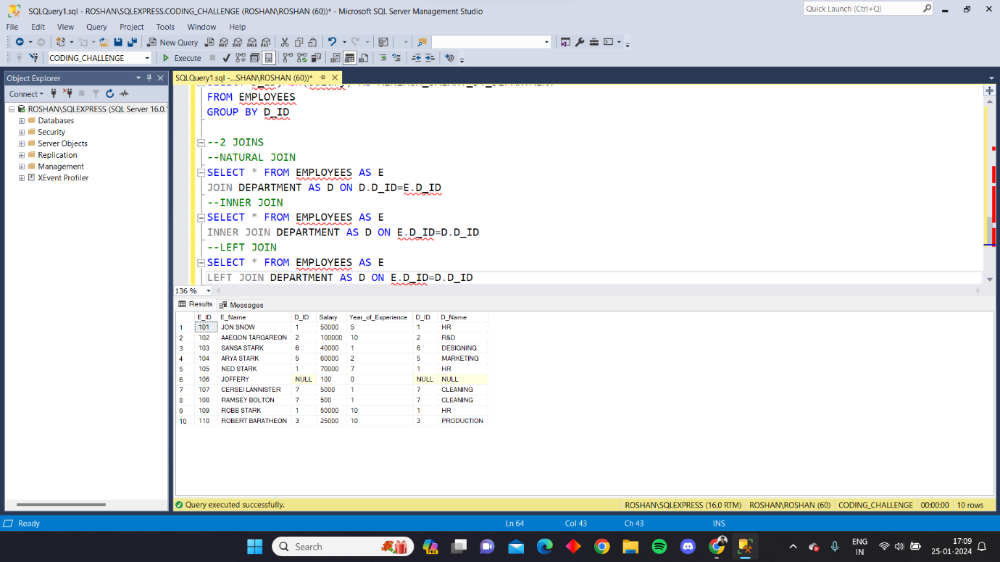 SQLQuery1.sql - ROSHAN\SQLEXPRESS.CODING_CHALLENGE (ROSHAN\ROSHAN (60))* - Microsoft SQL Server Management Studio
Quick Launch (Ctrl+Q)
File Edit View Query Project Tools Window Help
New Query
CODING_CHALLENGE Execute
Object Explorer
Connect
ROSHAN\SQLEXPRESS (SQL Server 16.0.
Databases
Security
Server Objects
Replication
Management
XEvent Profiler
SQLQuery1.sql -...SHAN\ROSHAN (60))*
FROM EMPLOYEES
GROUP BY D_ID
--2 JOINS
--NATURAL JOIN
SELECT * FROM EMPLOYEES AS E
JOIN DEPARTMENT AS D ON D.D_ID=E.D_ID
--INNER JOIN
SELECT * FROM EMPLOYEES AS E
INNER JOIN DEPARTMENT AS D ON E.D_ID=D.D_ID
--LEFT JOIN
SELECT * FROM EMPLOYEES AS E
LEFT JOIN DEPARTMENT AS D ON E.D_ID=D.D_ID
136 %
Results Messages
E_ID E_Name D_ID Salary Year_of_Experience D_ID D_Name
1 101 JON SNOW 1 50000 5 1 HR
2 102 AAEGON TARGAREON 2 100000 10 2 R&D
3 103 SANSA STARK 6 40000 1 6 DESIGNING
4 104 ARYA STARK 5 60000 2 5 MARKETING
5 105 NED STARK 1 70000 7 1 HR
6 106 JOFFERY NULL 100 0 NULL NULL
7 107 CERSEI LANNISTER 7 5000 1 7 CLEANING
8 108 RAMSEY BOLTON 7 500 1 7 CLEANING
9 109 ROBB STARK 1 50000 10 1 HR
10 110 ROBERT BARATHEON 3 25000 10 3 PRODUCTION
Query executed successfully. ROSHAN\SQLEXPRESS (16.0 RTM) ROSHAN\ROSHAN (60) CODING_CHALLENGE 00:00:00 10 rows
Ready Ln 64 Col 43 Ch 43 INS
Search
PRE
ENG
IN
17:09
25-01-2024